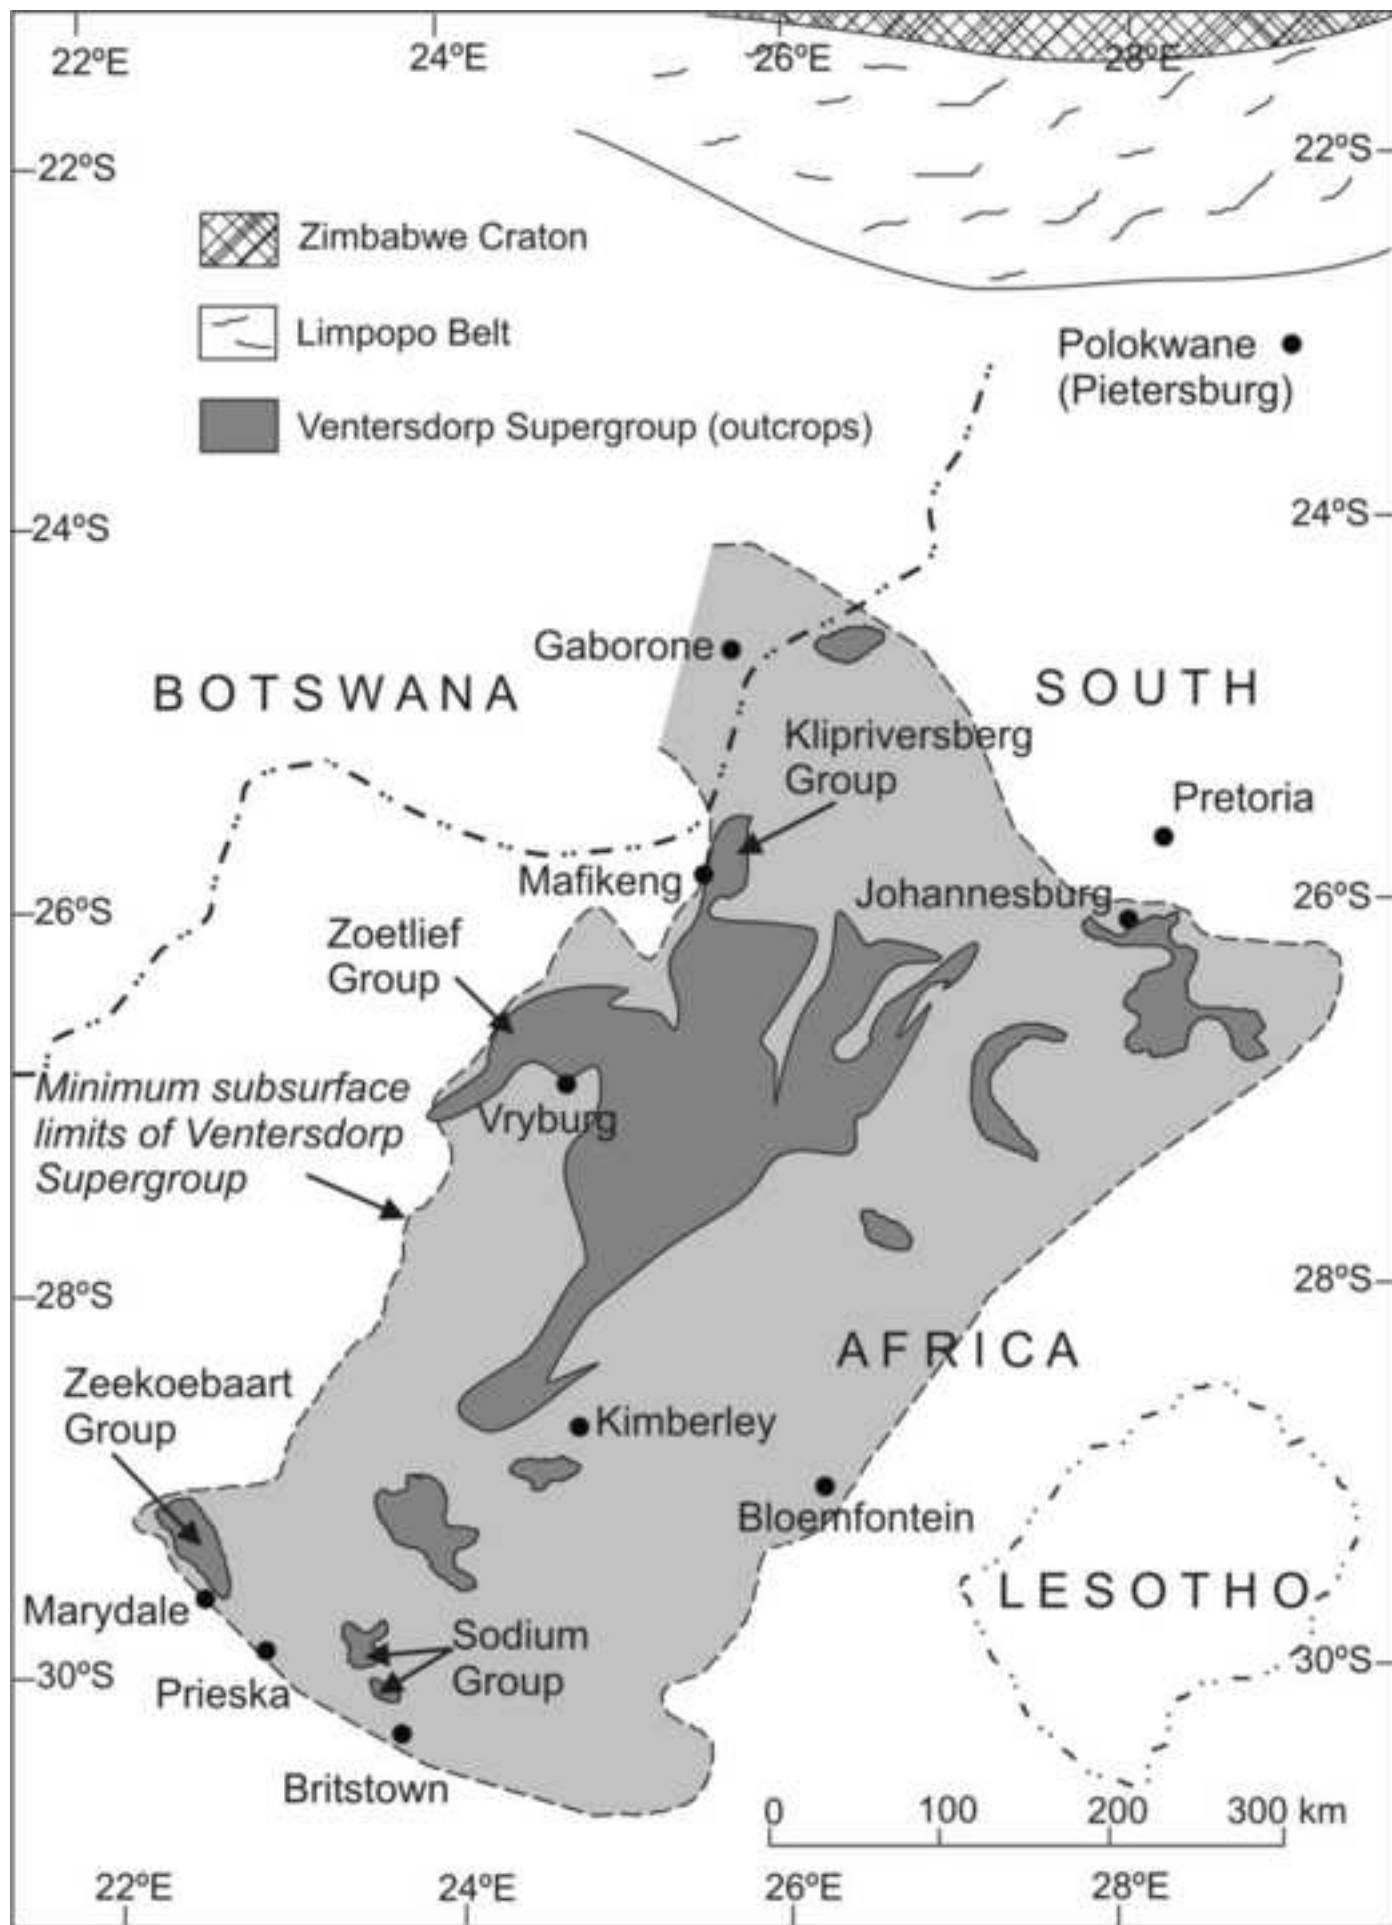 22ºE
24ºE
26ºE
28ºE
22ºS
22ºS
Zimbabwe Craton
Limpopo Belt
Ventersdorp Supergroup (outcrops)
Polokwane
(Pietersburg)
24ºS
24ºS
Gaborone
BOTSWANA
SOUTH
Klipriversberg
Group
Pretoria
Mafikeng
Johannesburg
26ºS
26ºS
Zoetlief
Group
Minimum subsurface
limits of Ventersdorp
Supergroup
Vryburg
28ºS
28ºS
AFRICA
Zeekoebaart
Group
Kimberley
Bloemfontein
LESOTHO
Marydale
Sodium
Group
30ºS
30ºS
Prieska
Britstown
0 100 200 300 km
22ºE
24ºE
26ºE
28ºE